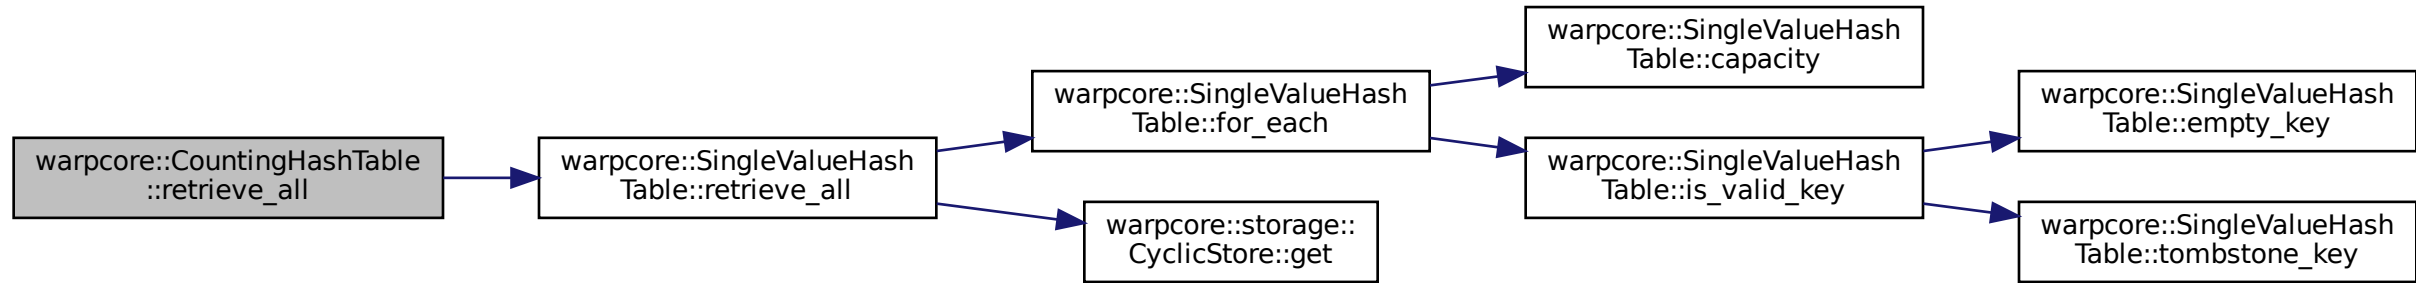 warpcore::CountingHashTable
::retrieve_all
warpcore::SingleValueHash
Table::retrieve_all
warpcore::SingleValueHash
Table::for_each
warpcore::storage::
CyclicStore::get
warpcore::SingleValueHash
Table::capacity
warpcore::SingleValueHash
Table::is_valid_key
warpcore::SingleValueHash
Table::empty_key
warpcore::SingleValueHash
Table::tombstone_key